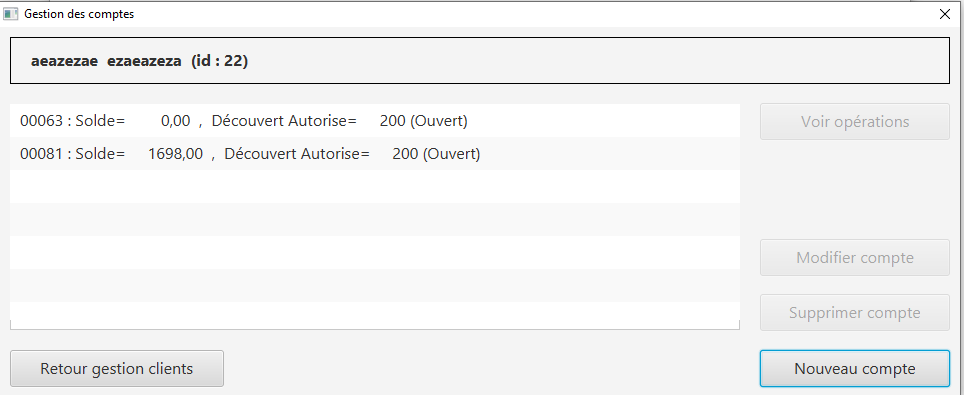 Gestion des comptes
aeazezae ezaeazeza (id : 22)
00063 : Solde= 0,00 , Découvert Autorise= 200 (Ouvert)
00081 : Solde= 1698,00 , Découvert Autorise= 200 (Ouvert)
Voir opérations
Modifier compte
Supprimer compte
Retour gestion clients
Nouveau compte